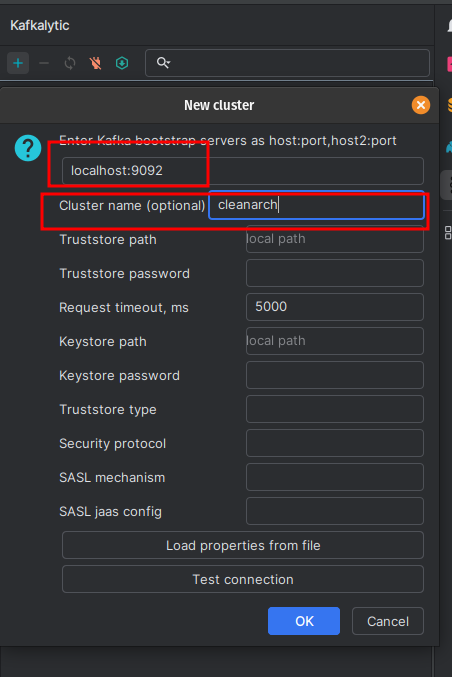 Kafkalytic
New cluster
Enter Kafka bootstrap servers as host:port,host2:port
localhost:9092
Cluster name (optional) cleanarch
Truststore path local path
Truststore password
Request timeout, ms 5000
Keystore path local path
Keystore password
Truststore type
Security protocol
SASL mechanism
SASL jaas config
Load properties from file
Test connection
OK Cancel